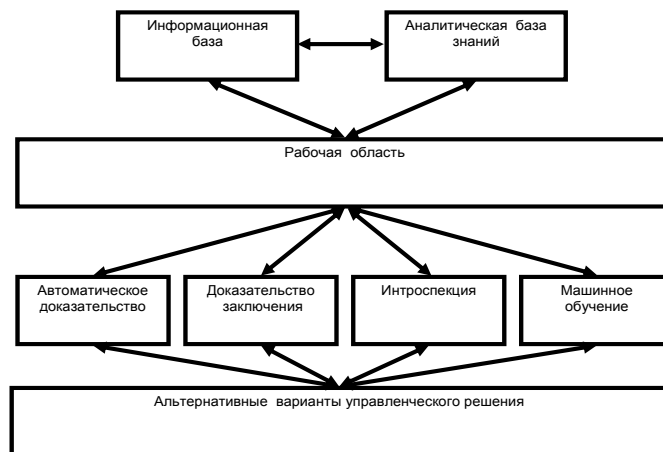 Информационная
база
Аналитическая база
знаний
Рабочая область
Автоматическое
доказательство
Доказательство
заключения
Интроспекция
Машинное
обучение
Альтернативные варианты управленческого решения